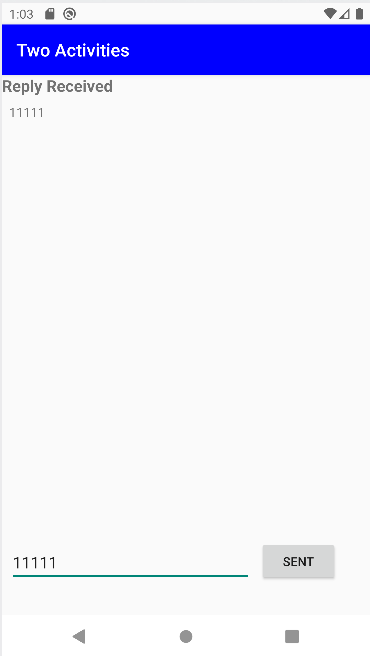 1:03
Two Activities
Reply Received
11111
11111
SENT